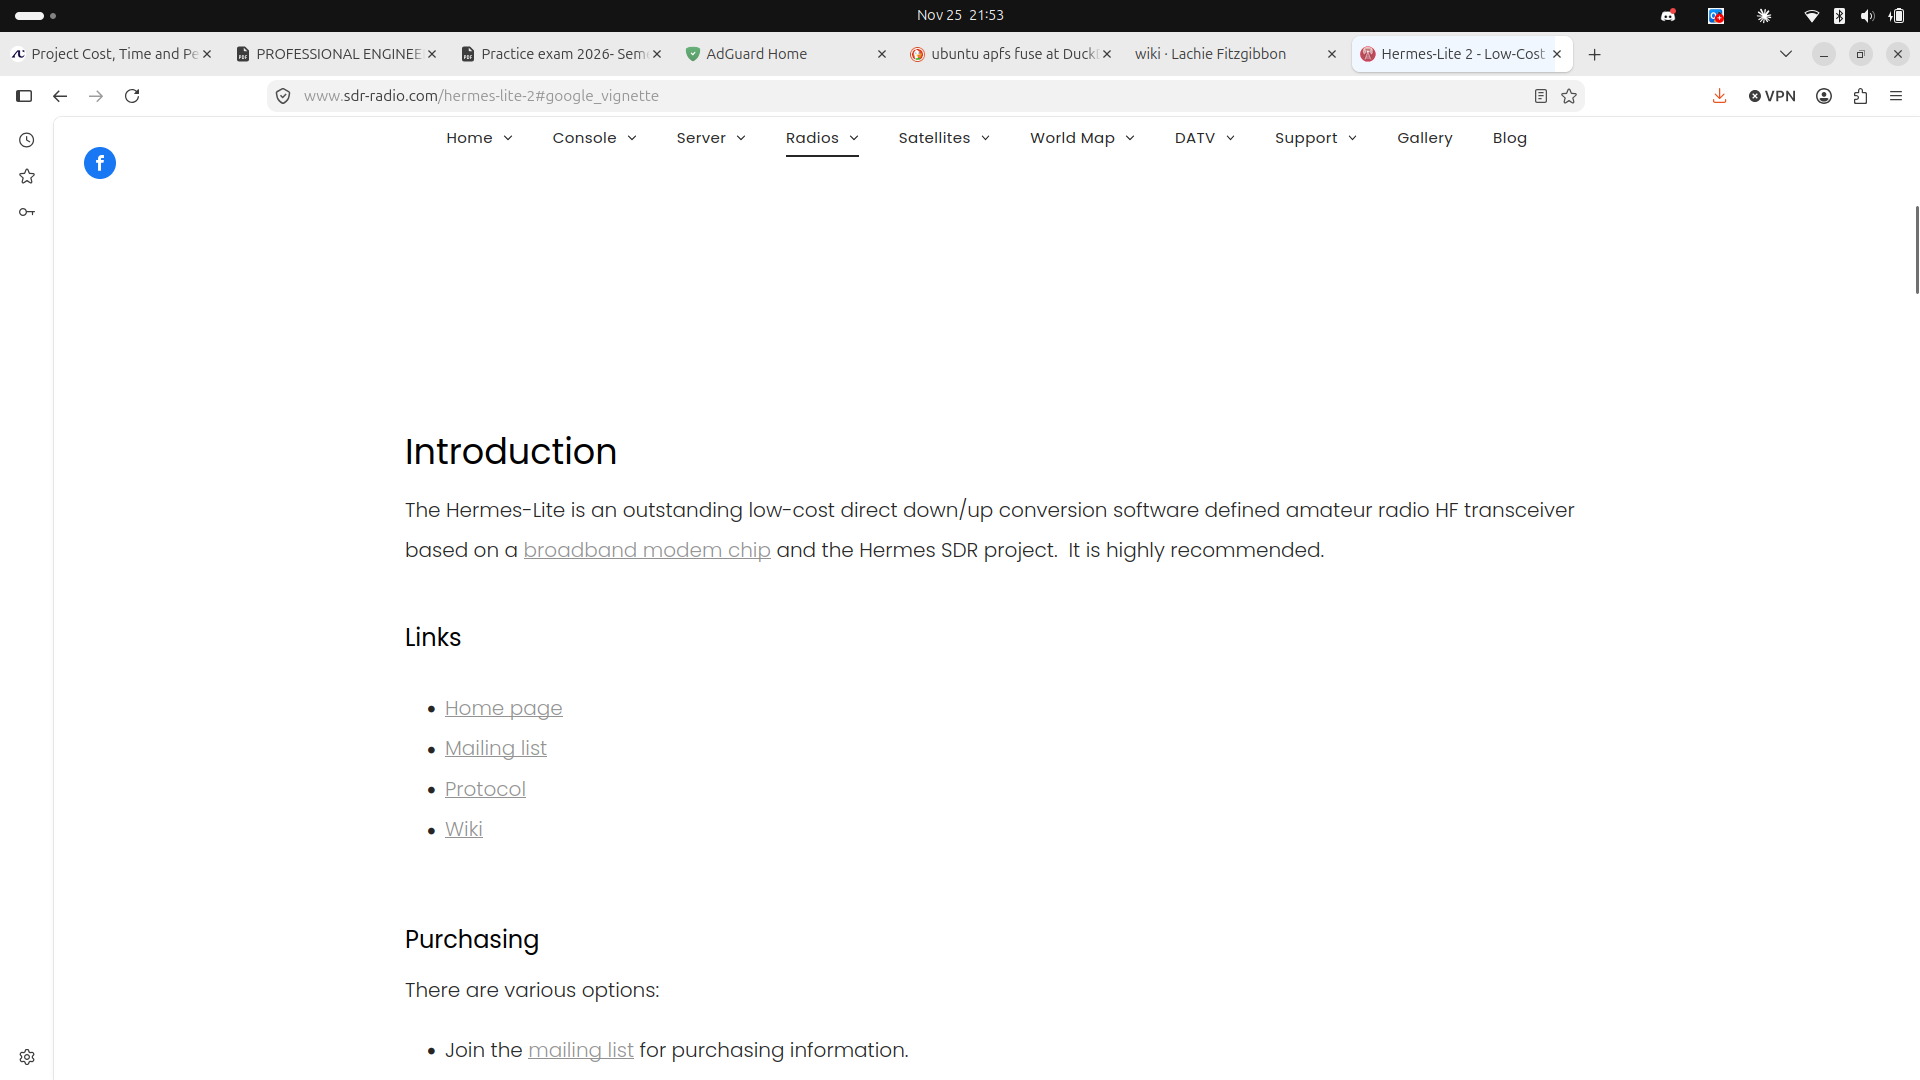 Nov 25 21:53
Project Cost, Time and Pe
PROFESSIONAL ENGINEE
Practice exam 2026- Sem
AdGuard Home
ubuntu apfs fuse at Duck
wiki · Lachie Fitzgibbon
Hermes-Lite 2 - Low-Cost
www.sdr-radio.com/hermes-lite-2#google_vignette
VPN
Home
Console
Server
Radios
Satellites
World Map
DATV
Support
Gallery
Blog
Introduction
The Hermes-Lite is an outstanding low-cost direct down/up conversion software defined amateur radio HF transceiver
based on a broadband modem chip and the Hermes SDR project. It is highly recommended.
Links
• Home page
• Mailing list
• Protocol
• Wiki
Purchasing
There are various options:
• Join the mailing list for purchasing information.